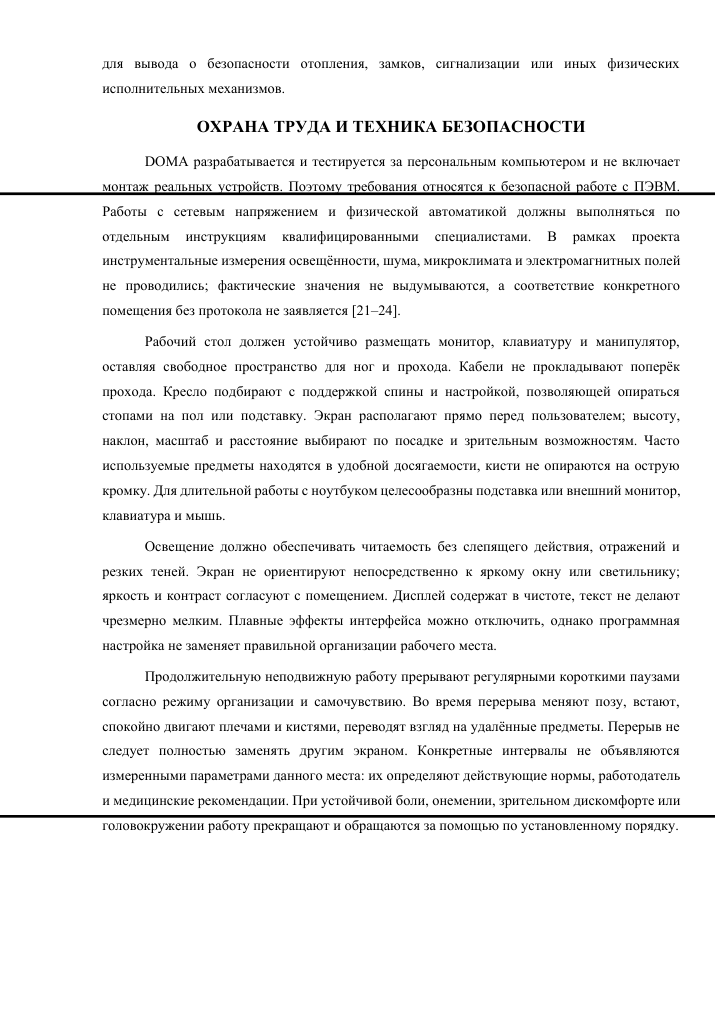 для вывода о безопасности отопления, замков, сигнализации или иных физических
исполнительных механизмов.
ОХРАНА ТРУДА И ТЕХНИКА БЕЗОПАСНОСТИ
DOMA разрабатывается и тестируется за персональным компьютером и не включает
монтаж реальных устройств. Поэтому требования относятся к безопасной работе с ПЭВМ.
Работы с сетевым напряжением и физической автоматикой должны выполняться по
отдельным инструкциям квалифицированными специалистами. В рамках проекта
инструментальные измерения освещённости, шума, микроклимата и электромагнитных полей
не проводились; фактические значения не выдумываются, а соответствие конкретного
помещения без протокола не заявляется [21–24].
Рабочий стол должен устойчиво размещать монитор, клавиатуру и манипулятор,
оставляя свободное пространство для ног и прохода. Кабели не прокладывают поперёк
прохода. Кресло подбирают с поддержкой спины и настройкой, позволяющей опираться
стопами на пол или подставку. Экран располагают прямо перед пользователем; высоту,
наклон, масштаб и расстояние выбирают по посадке и зрительным возможностям. Часто
используемые предметы находятся в удобной досягаемости, кисти не опираются на острую
кромку. Для длительной работы с ноутбуком целесообразны подставка или внешний монитор,
клавиатура и мышь.
Освещение должно обеспечивать читаемость без слепящего действия, отражений и
резких теней. Экран не ориентируют непосредственно к яркому окну или светильнику;
яркость и контраст согласуют с помещением. Дисплей содержат в чистоте, текст не делают
чрезмерно мелким. Плавные эффекты интерфейса можно отключить, однако программная
настройка не заменяет правильной организации рабочего места.
Продолжительную неподвижную работу прерывают регулярными короткими паузами
согласно режиму организации и самочувствию. Во время перерыва меняют позу, встают,
спокойно двигают плечами и кистями, переводят взгляд на удалённые предметы. Перерыв не
следует полностью заменять другим экраном. Конкретные интервалы не объявляются
измеренными параметрами данного места: их определяют действующие нормы, работодатель
и медицинские рекомендации. При устойчивой боли, онемении, зрительном дискомфорте или
головокружении работу прекращают и обращаются за помощью по установленному порядку.